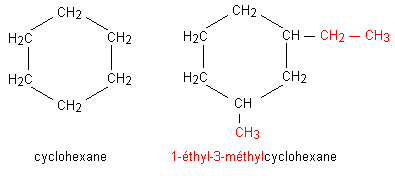 CH2 CH2
H2C CH2 H2C CH CH2 CH3
H2C CH2 H2C CH2
CH2 CH
CH3
cyclohexane 1-éthyl-3-méthylcyclohexane